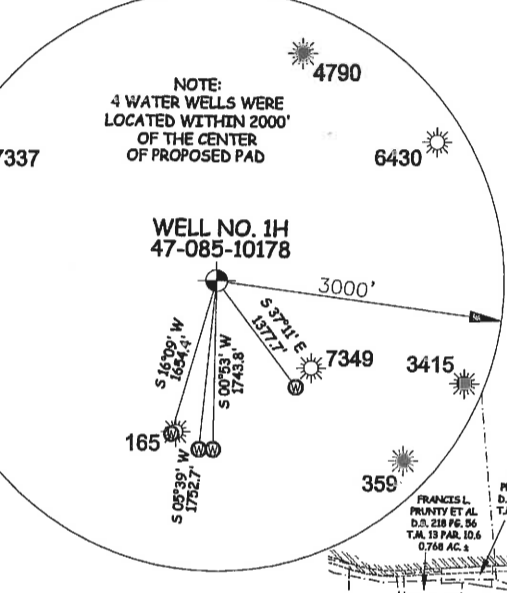 4790
NOTE:
4 WATER WELLS WERE
LOCATED WITHIN 2000'
OF THE CENTER
OF PROPOSED PAD
7337
6430
WELL NO. 1H
47-085-10178
3000'
S 37°11' E
1377.7'
S 16°09' W
1654.4'
S 00°53' W
1743.8'
7349
3415
W
165
W
W W
S 05°39' W
1752.7'
359
FRANCIS L.
PRUNTY ET AL
D.B. 218 PG. 56
T.M. 13 PAR. 10.6
0.768 AC. ±
P
D.
T.